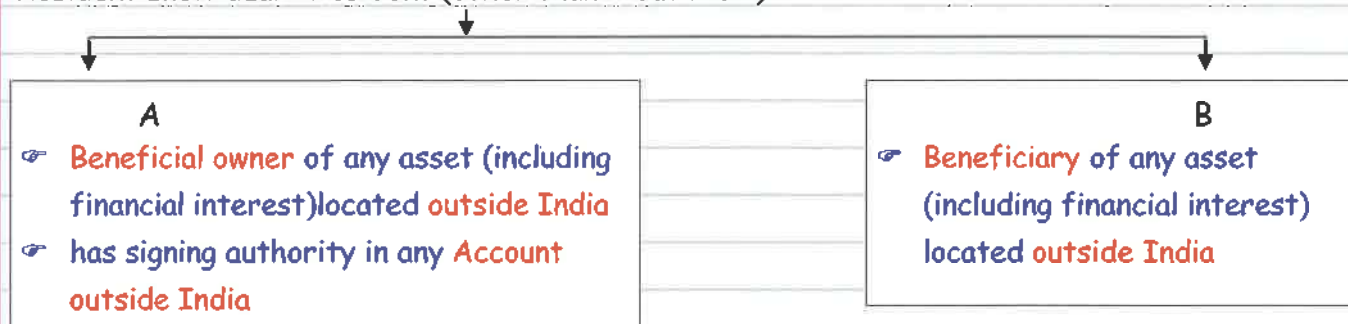 A
☞ Beneficial owner of any asset (including
financial interest)located outside India
☞ has signing authority in any Account
outside India
B
☞ Beneficiary of any asset
(including financial interest)
located outside India